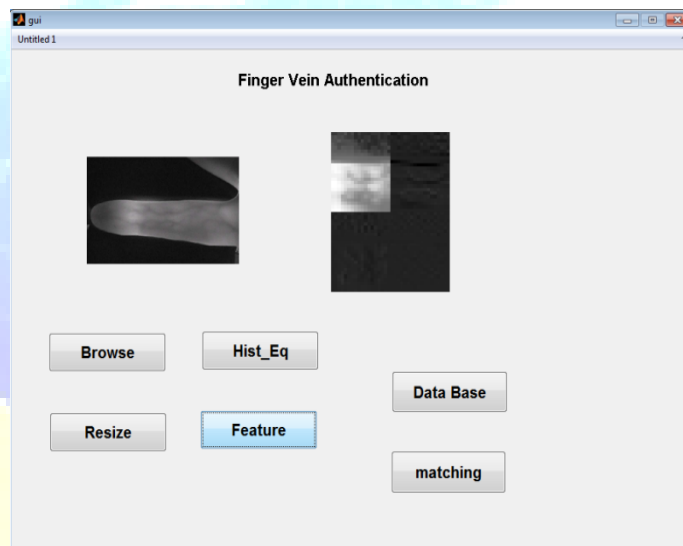 gui
Untitled 1
Finger Vein Authentication
Browse
Hist_Eq
Data Base
Resize
Feature
matching